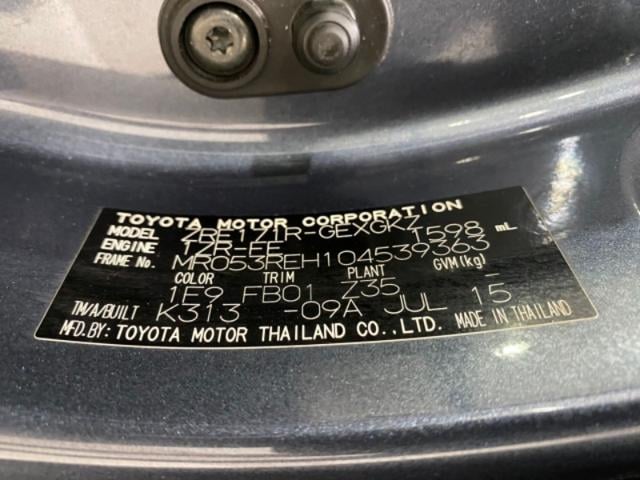 TOYOTA MOTOR CORPORATION
MODEL ZRE171R-GEXGKZ
ENGINE 1ZR-FE 1598 mL
FRAME No. MR053REH104539363
COLOR TRIM PLANT GVM(kg)
1E9 FB01 Z35 –
TM/A/BUILT K313 -09A JUL 15
MFD.BY: TOYOTA MOTOR THAILAND CO.,LTD. MADE IN THAILAND